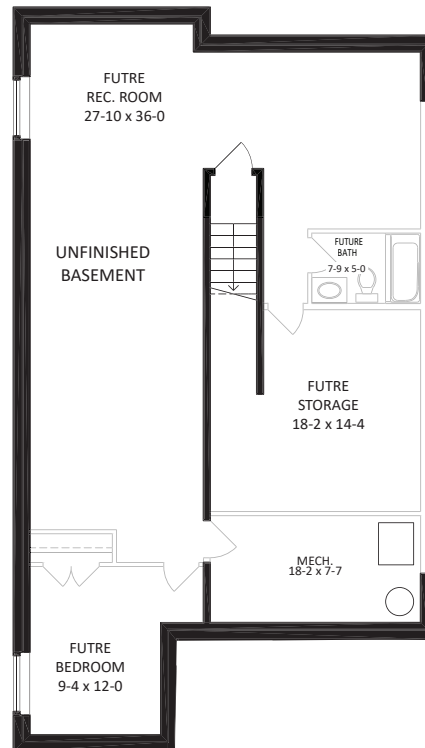 FUTRE
REC. ROOM
27-10 x 36-0
UNFINISHED
BASEMENT
FUTURE
BATH
7-9 x 5-0
FUTRE
STORAGE
18-2 x 14-4
MECH.
18-2 x 7-7
FUTRE
BEDROOM
9-4 x 12-0